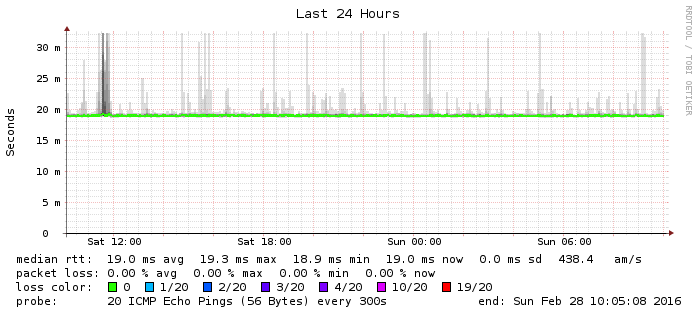 Last 24 Hours
RRDTOOL / TOBI OETIKER
Seconds
30 m
25 m
20 m
15 m
10 m
5 m
0
Sat 12:00 Sat 18:00 Sun 00:00 Sun 06:00
median rtt: 19.0 ms avg 19.3 ms max 18.9 ms min 19.0 ms now 0.0 ms sd 438.4 am/s
packet loss: 0.00 % avg 0.00 % max 0.00 % min 0.00 % now
loss color: 0 1/20 2/20 3/20 4/20 10/20 19/20
probe: 20 ICMP Echo Pings (56 Bytes) every 300s end: Sun Feb 28 10:05:08 2016